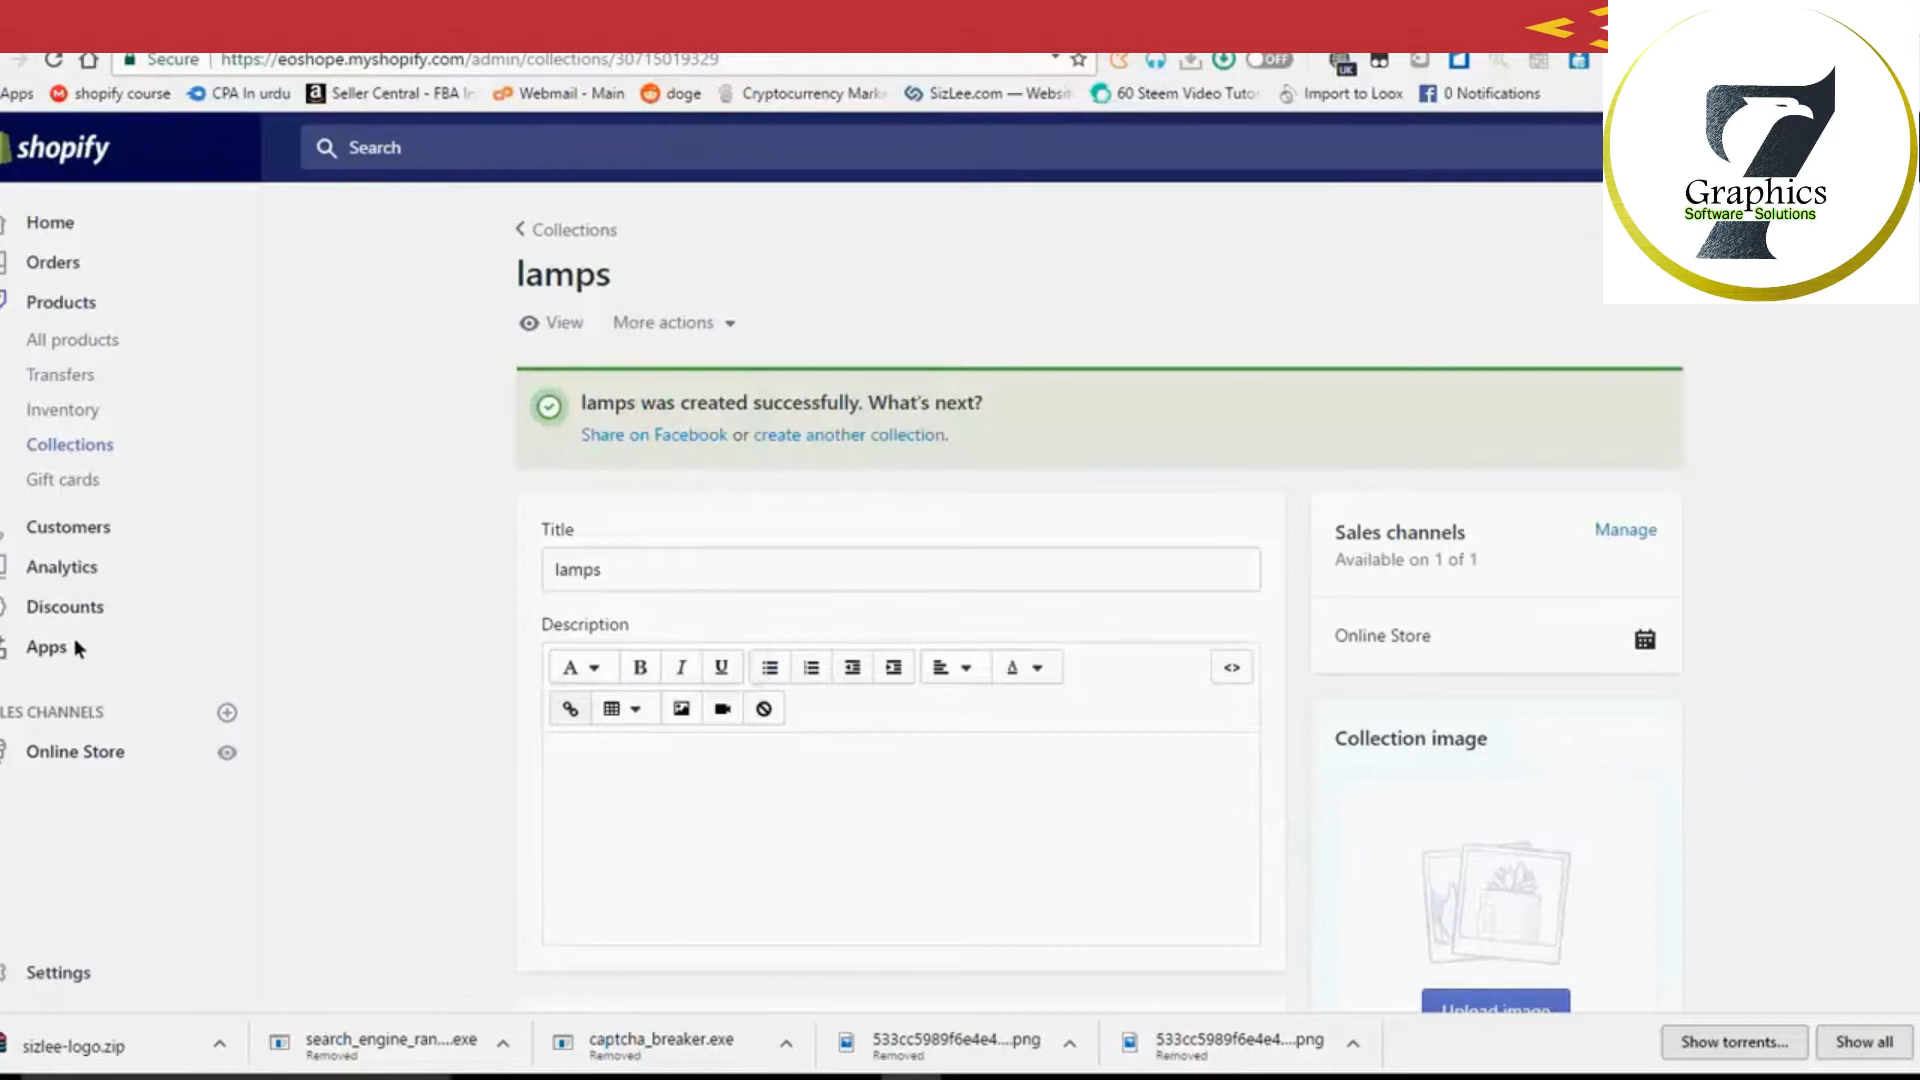 Secure https://eoshope.myshopify.com/admin/collections/30715019329
OFF
UK
Apps shopify course CPA In urdu Seller Central - FBA In Webmail - Main doge Cryptocurrency Mark SizLee.com — Websi 60 Steem Video Tuto Import to Loox 0 Notifications
shopify
Search
7
Graphics
Software Solutions
Home
Orders
Products
All products
Transfers
Inventory
Collections
Gift cards
Customers
Analytics
Discounts
Apps
LES CHANNELS
Online Store
Settings
Collections
lamps
View More actions
lamps was created successfully. What's next?
Share on Facebook or create another collection.
Title
lamps
Description
A B I U A <>
Sales channels Manage
Available on 1 of 1
Online Store
Collection image
Upload image
sizlee-logo.zip
search_engine_ran....exe
Removed
captcha_breaker.exe
Removed
533cc5989f6e4e4....png
Removed
533cc5989f6e4e4....png
Removed
Show torrents...
Show all